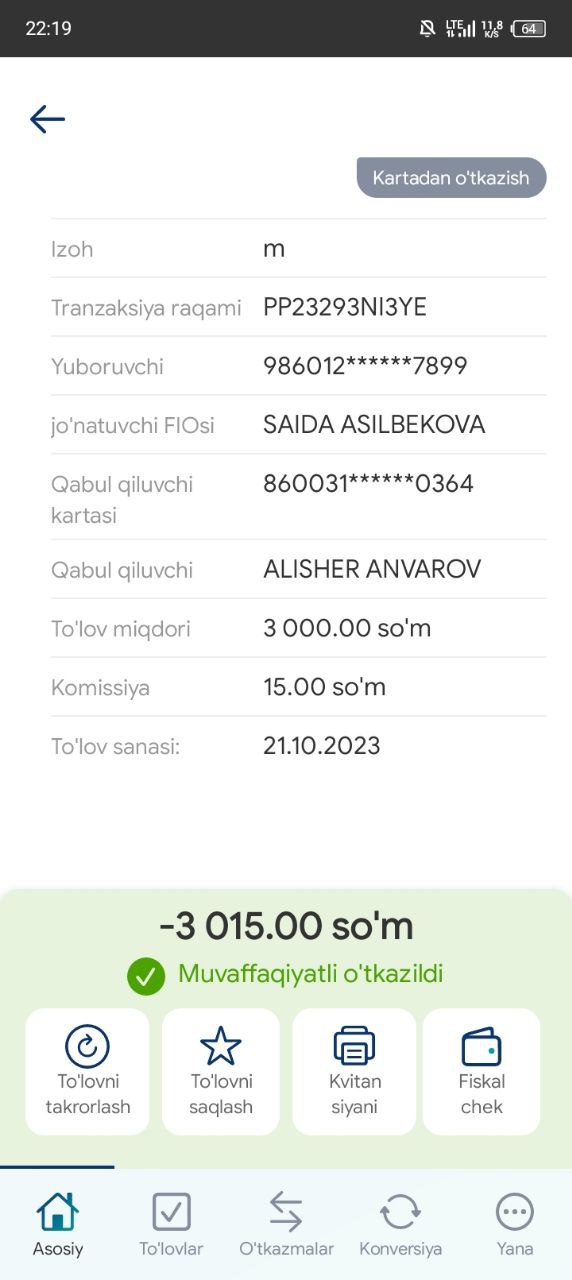 22:19
LTE 11,8 K/S 64
Kartadan o'tkazish
Izoh m
Tranzaksiya raqami PP23293NI3YE
Yuboruvchi 986012******7899
jo'natuvchi FIOsi SAIDA ASILBEKOVA
Qabul qiluvchi kartasi 860031******0364
Qabul qiluvchi ALISHER ANVAROV
To'lov miqdori 3 000.00 so'm
Komissiya 15.00 so'm
To'lov sanasi: 21.10.2023
-3 015.00 so'm
Muvaffaqiyatli o'tkazildi
To'lovni takrorlash
To'lovni saqlash
Kvitan siyani
Fiskal chek
Asosiy
To'lovlar
O'tkazmalar
Konversiya
Yana